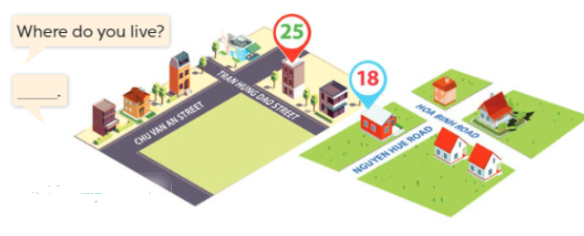 Where do you live?
_____.
25
18
TRAN HUNG DAO STREET
CHU VAN AN STREET
NGUYEN HUE ROAD
HOA BINH ROAD